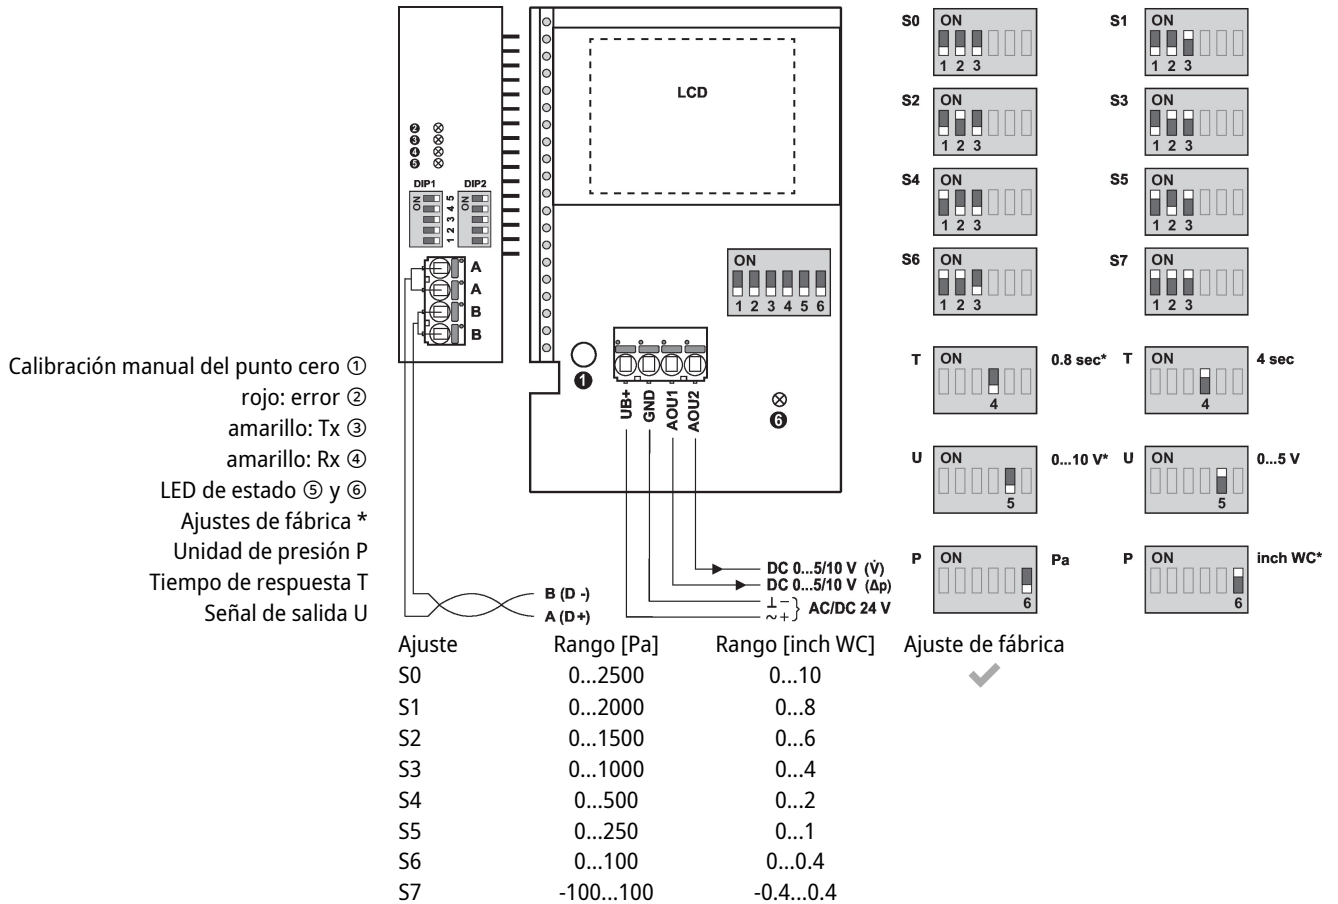 LCD
❷
❸
❹
❺
DIP1
DIP2
ON
1 2 3 4 5
ON
A
A
B
B
ON
1 2 3 4 5 6
❶
UB+
GND
AOU1
AOU2
❻
DC 0...5/10 V (V̇)
DC 0...5/10 V (Δp)
⊥ −
~ + } AC/DC 24 V
B (D -)
A (D+)
S0 ON
1 2 3
S1 ON
1 2 3
S2 ON
1 2 3
S3 ON
1 2 3
S4 ON
1 2 3
S5 ON
1 2 3
S6 ON
1 2 3
S7 ON
1 2 3
T ON 0.8 sec*
4
T ON 4 sec
4
U ON 0...10 V*
5
U ON 0...5 V
5
P ON Pa
6
P ON inch WC*
6
Calibración manual del punto cero ①
rojo: error ②
amarillo: Tx ③
amarillo: Rx ④
LED de estado ⑤ y ⑥
Ajustes de fábrica *
Unidad de presión P
Tiempo de respuesta T
Señal de salida U
Ajuste Rango [Pa] Rango [inch WC] Ajuste de fábrica
S0 0...2500 0...10 ✔
S1 0...2000 0...8
S2 0...1500 0...6
S3 0...1000 0...4
S4 0...500 0...2
S5 0...250 0...1
S6 0...100 0...0.4
S7 -100...100 -0.4...0.4